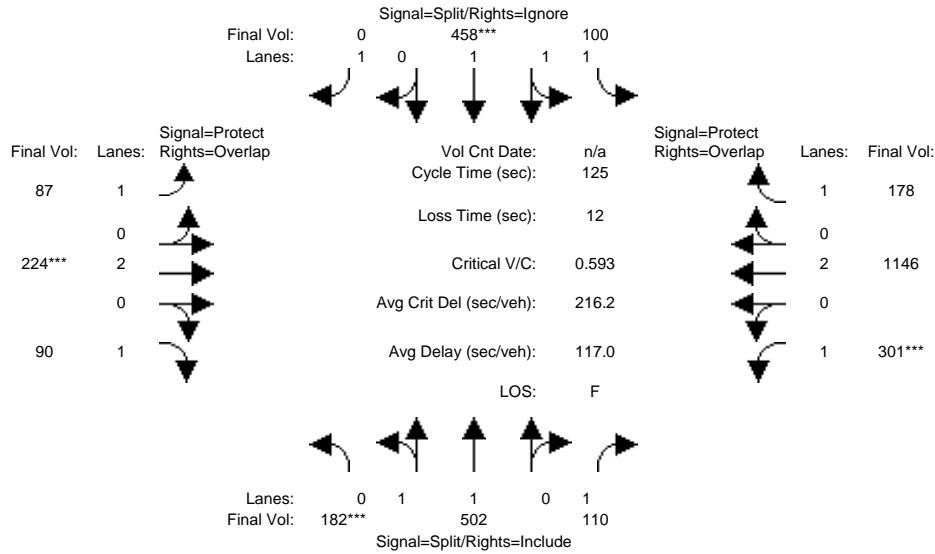 Signal=Split/Rights=Ignore
Final Vol: 0 458*** 100
Lanes: 1 0 1 1 1
Signal=Protect
Final Vol: Lanes: Rights=Overlap
Vol Cnt Date: n/a
Signal=Protect
Rights=Overlap Lanes: Final Vol:
Cycle Time (sec): 125
87 1
1 178
Loss Time (sec): 12
0
0
224*** 2
Critical V/C: 0.593
2 1146
0
Avg Crit Del (sec/veh): 216.2
0
90 1
Avg Delay (sec/veh): 117.0
1 301***
LOS: F
Lanes: 0 1 1 0 1
Final Vol: 182*** 502 110
Signal=Split/Rights=Include